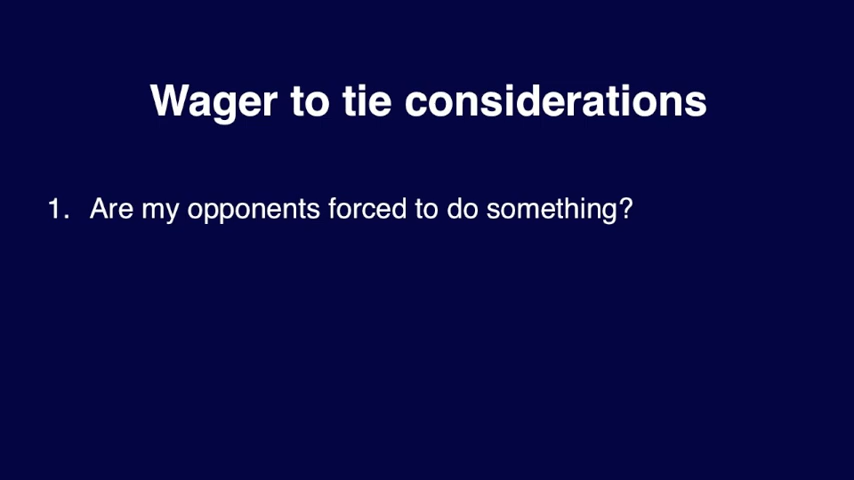 Wager to tie considerations
1. Are my opponents forced to do something?